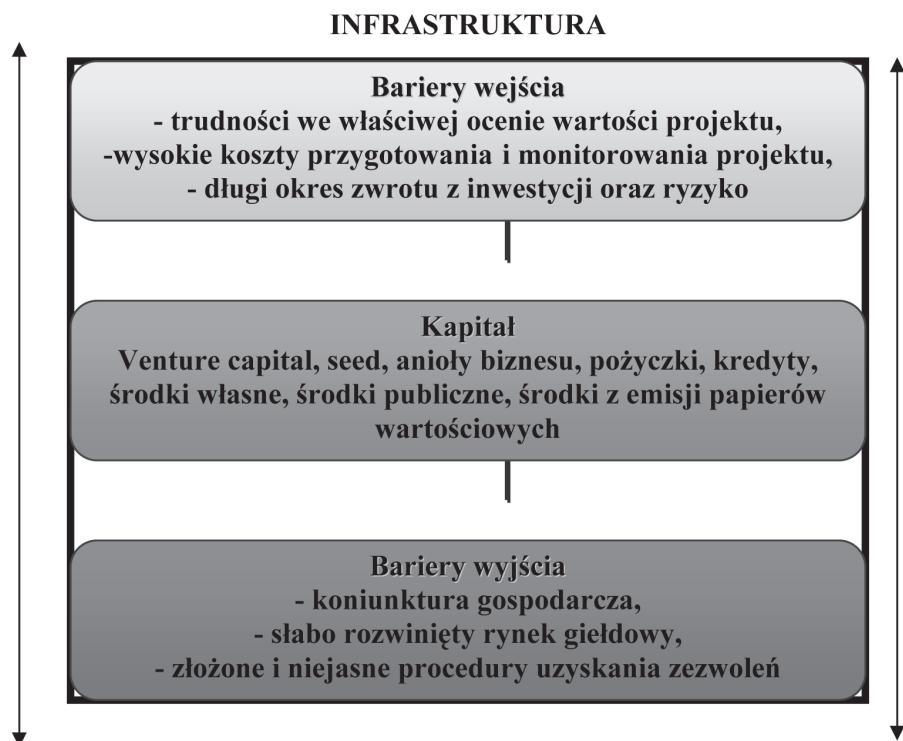 INFRASTRUKTURA
Bariery wejścia
- trudności we właściwej ocenie wartości projektu,
-wysokie koszty przygotowania i monitorowania projektu,
- długi okres zwrotu z inwestycji oraz ryzyko
Kapitał
Venture capital, seed, anioły biznesu, pożyczki, kredyty,
środki własne, środki publiczne, środki z emisji papierów
wartościowych
Bariery wyjścia
- koniunktura gospodarcza,
- słabo rozwinięty rynek giełdowy,
- złożone i niejasne procedury uzyskania zezwoleń